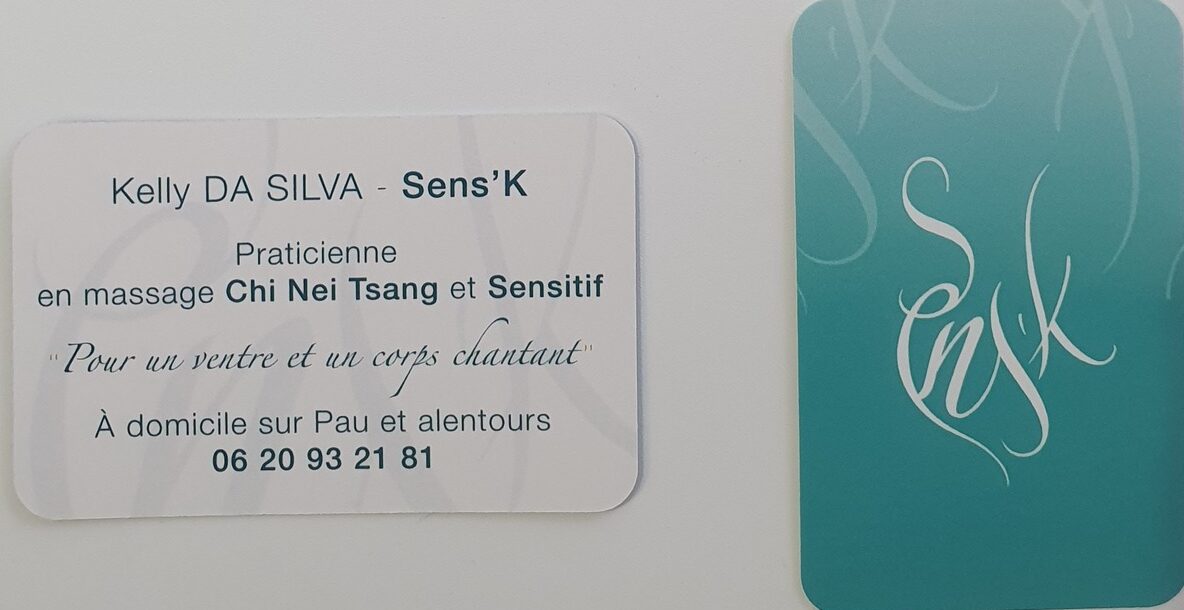 Kelly DA SILVA - Sens'K
Praticienne
en massage Chi Nei Tsang et Sensitif
"Pour un ventre et un corps chantant"
À domicile sur Pau et alentours
06 20 93 21 81
Sens'K